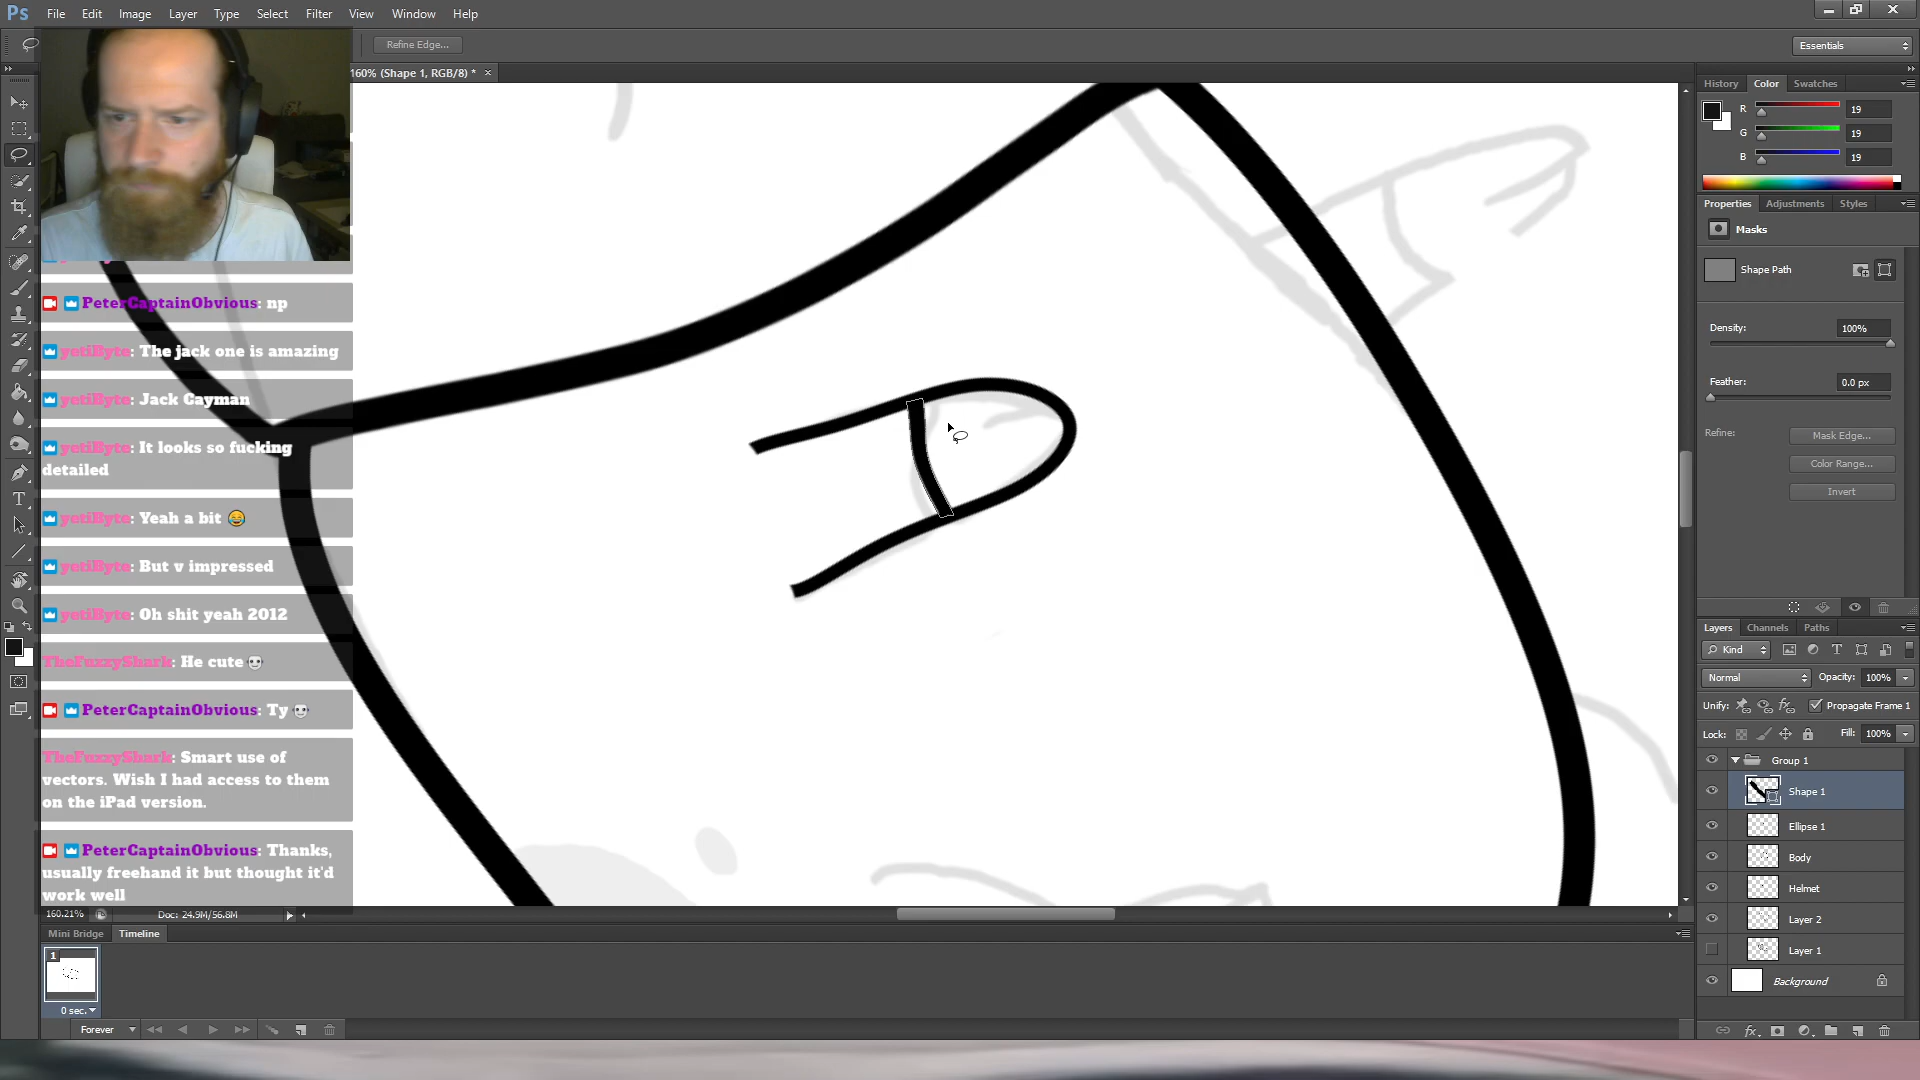 Ps File Edit Image Layer Type Select Filter View Window Help
Refine Edge... Essentials
160% (Shape 1, RGB/8) * ×
History Color Swatches
R 19
G 19
B 19
Properties Adjustments Styles
Masks
Shape Path
Density: 100%
Feather: 0.0 px
Refine: Mask Edge...
Color Range...
Invert
PeterCaptainObvious: np
yetiByte: The jack one is amazing
yetiByte: Jack Cayman
yetiByte: It looks so fucking
detailed
yetiByte: Yeah a bit 😂
yetiByte: But v impressed
yetiByte: Oh shit yeah 2012
TheFuzzyShark: He cute
PeterCaptainObvious: Ty
TheFuzzyShark: Smart use of
vectors. Wish I had access to them
on the iPad version.
PeterCaptainObvious: Thanks,
usually freehand it but thought it'd
work well
Layers Channels Paths
Kind
Normal Opacity: 100%
Unify: Propagate Frame 1
Lock: Fill: 100%
Group 1
Shape 1
Ellipse 1
Body
Helmet
Layer 2
Layer 1
Background
160.21% Doc: 24.9M/56.8M
Mini Bridge Timeline
1
0 sec.
Forever